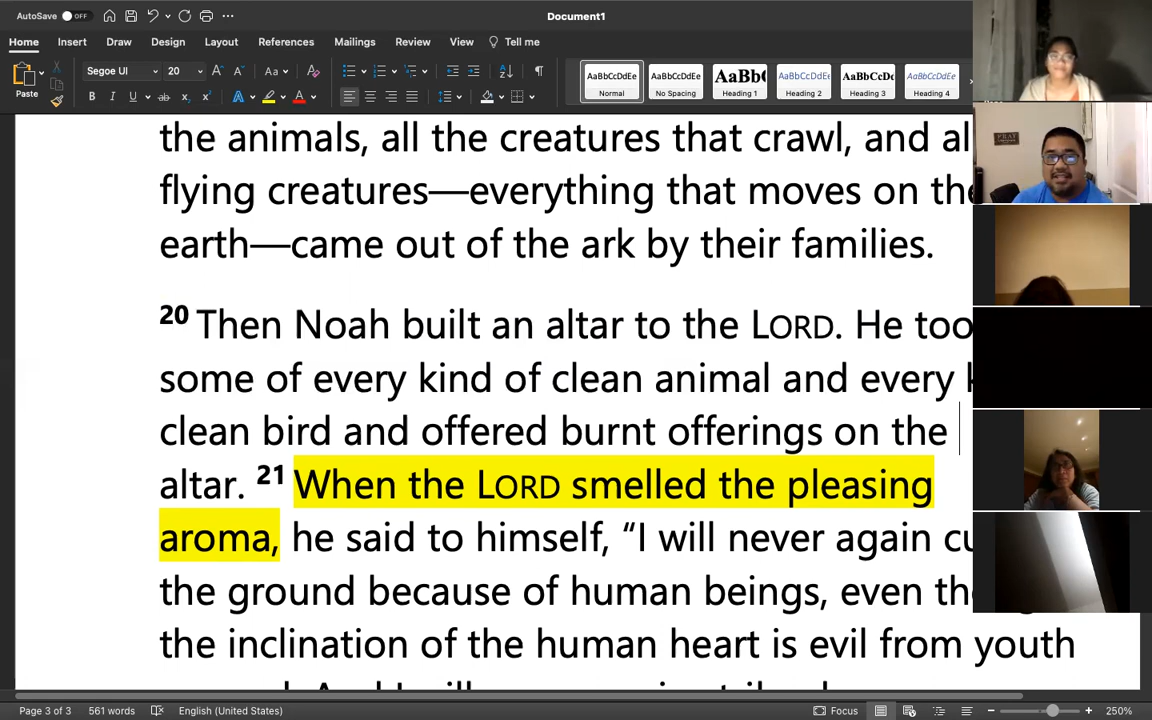 AutoSave OFF Document1
Home Insert Draw Design Layout References Mailings Review View Tell me
Paste Segoe UI 20 Aa
AaBbCcDdEe AaBbCcDdEe AaBb( AaBbCcDdEe AaBbCcDc AaBbCcDdEe
Normal No Spacing Heading 1 Heading 2 Heading 3 Heading 4
the animals, all the creatures that crawl, and al
flying creatures—everything that moves on the
earth—came out of the ark by their families.
20 Then Noah built an altar to the LORD. He too
some of every kind of clean animal and every k
clean bird and offered burnt offerings on the
altar. 21 When the LORD smelled the pleasing
aroma, he said to himself, “I will never again cu
the ground because of human beings, even th
the inclination of the human heart is evil from youth
PRAY
Page 3 of 3 561 words English (United States) Focus 250%